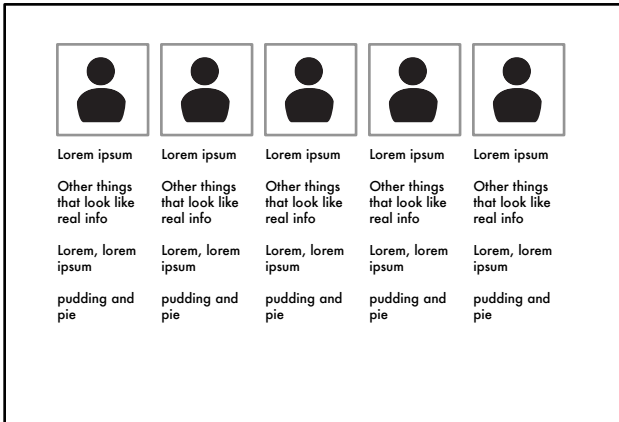 Lorem ipsum
Other things
that look like
real info
Lorem, lorem
ipsum
pudding and
pie
Lorem ipsum
Other things
that look like
real info
Lorem, lorem
ipsum
pudding and
pie
Lorem ipsum
Other things
that look like
real info
Lorem, lorem
ipsum
pudding and
pie
Lorem ipsum
Other things
that look like
real info
Lorem, lorem
ipsum
pudding and
pie
Lorem ipsum
Other things
that look like
real info
Lorem, lorem
ipsum
pudding and
pie